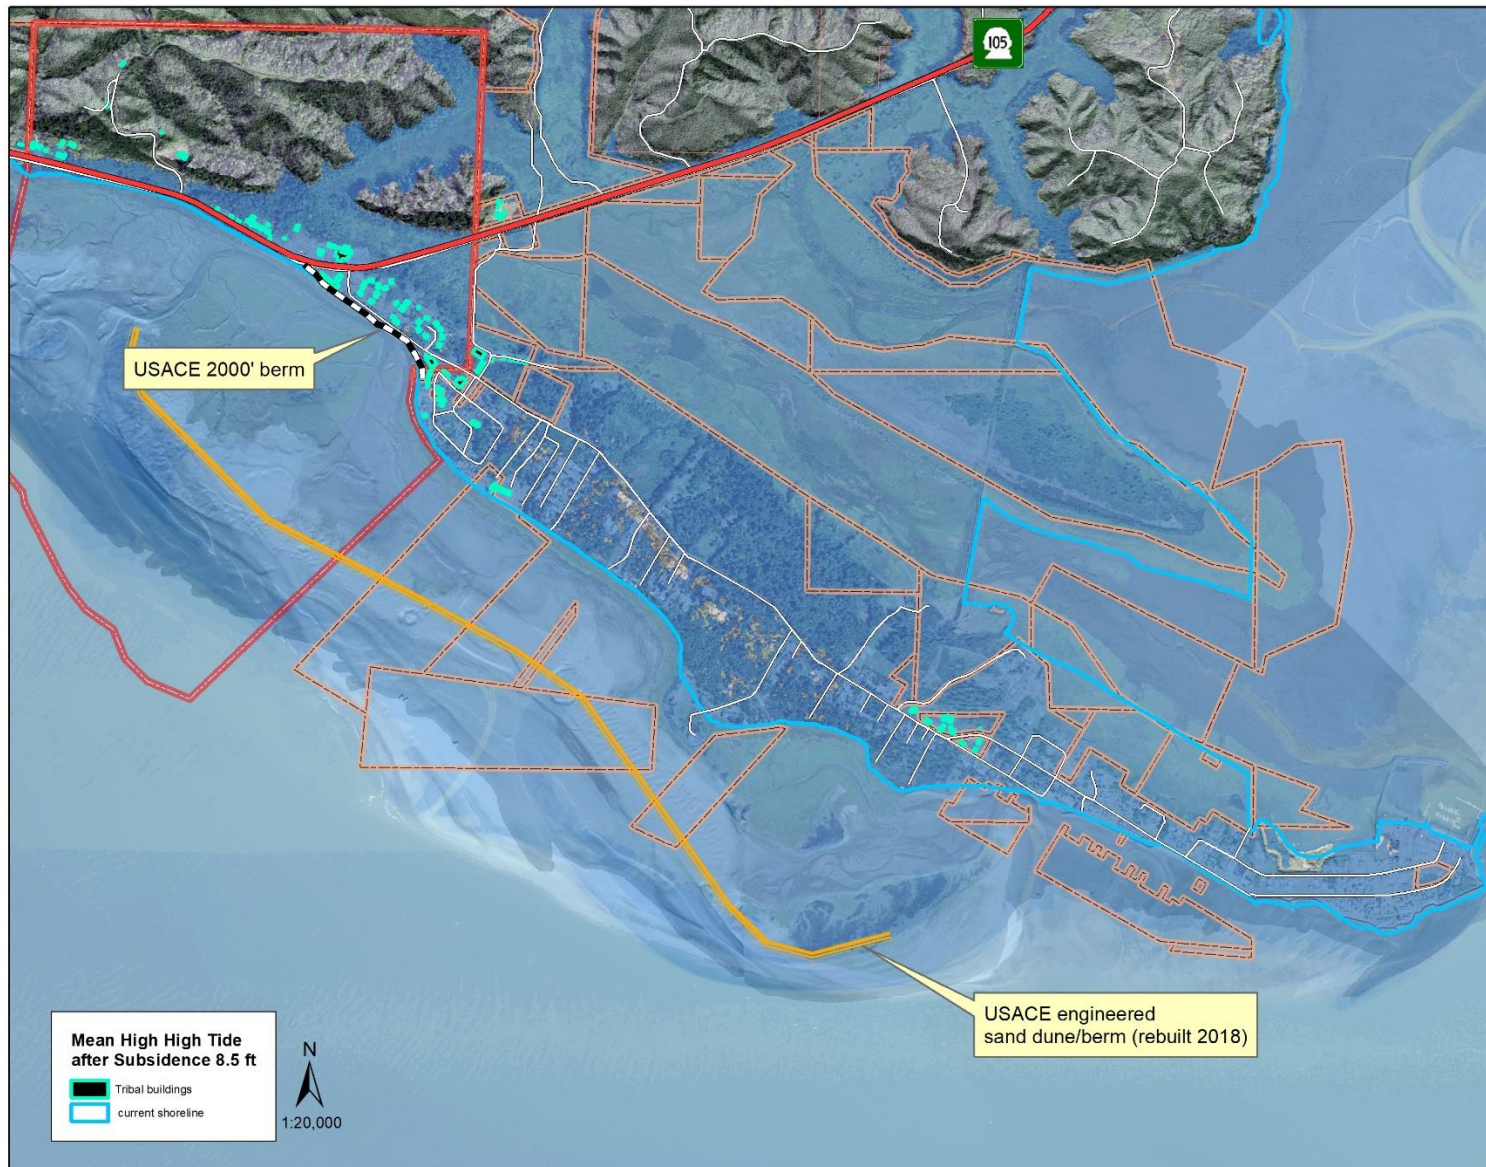 105
USACE 2000' berm
USACE engineered
sand dune/berm (rebuilt 2018)
Mean High High Tide
after Subsidence 8.5 ft
Tribal buildings
current shoreline
N
1:20,000